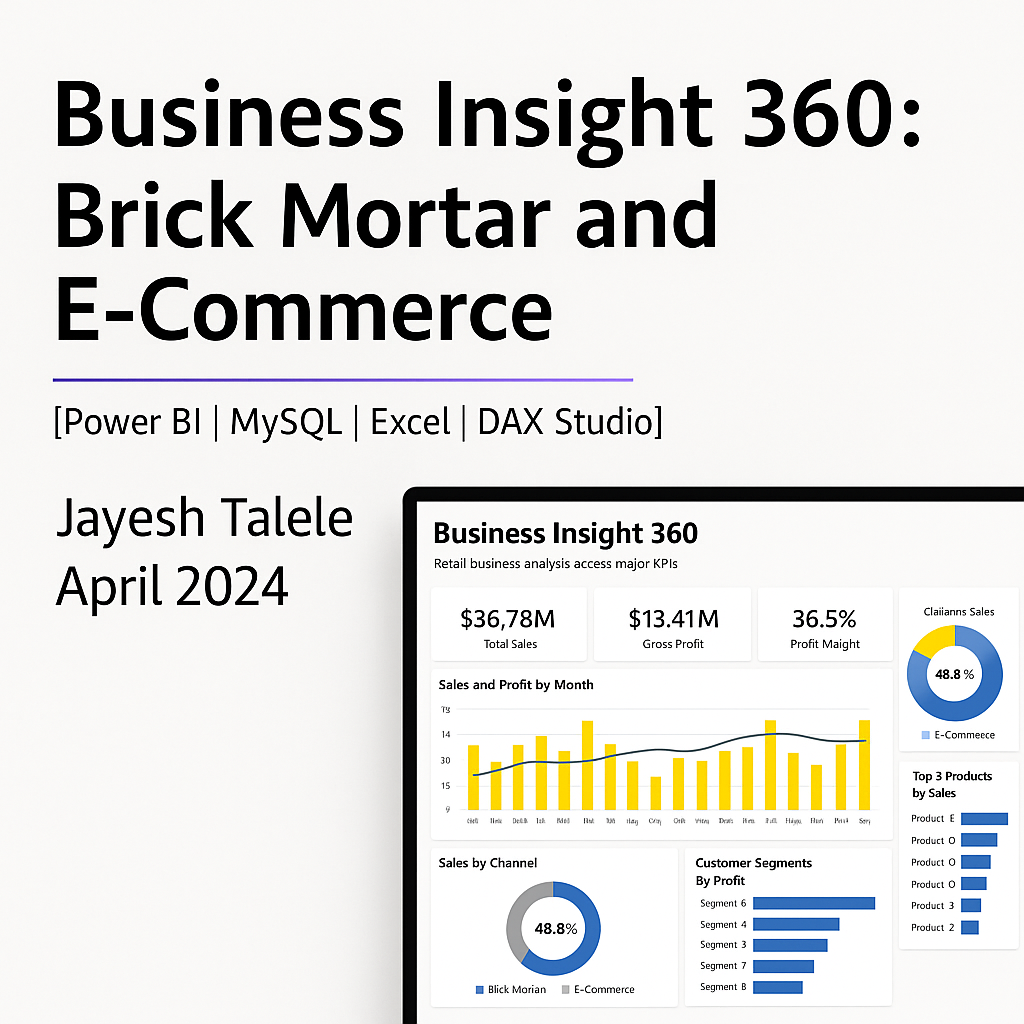 Business Insight 360:
Brick Mortar and
E-Commerce
[Power BI | MySQL | Excel | DAX Studio]
Jayesh Talele
April 2024
Business Insight 360
Retail business analysis access major KPIs
$36,78M
Total Sales
$13.41M
Gross Profit
36.5%
Profit Maight
Claiianns Sales
48.8 %
E-Commeece
Sales and Profit by Month
14
30
15
Top 3 Products
by Sales
Product E
Product O
Product O
Product O
Product 3
Product 2
Sales by Channel
48.8%
Blick Morian
E-Commerce
Customer Segments
By Profit
Segment 6
Segment 4
Segment 3
Segment 7
Segment 8